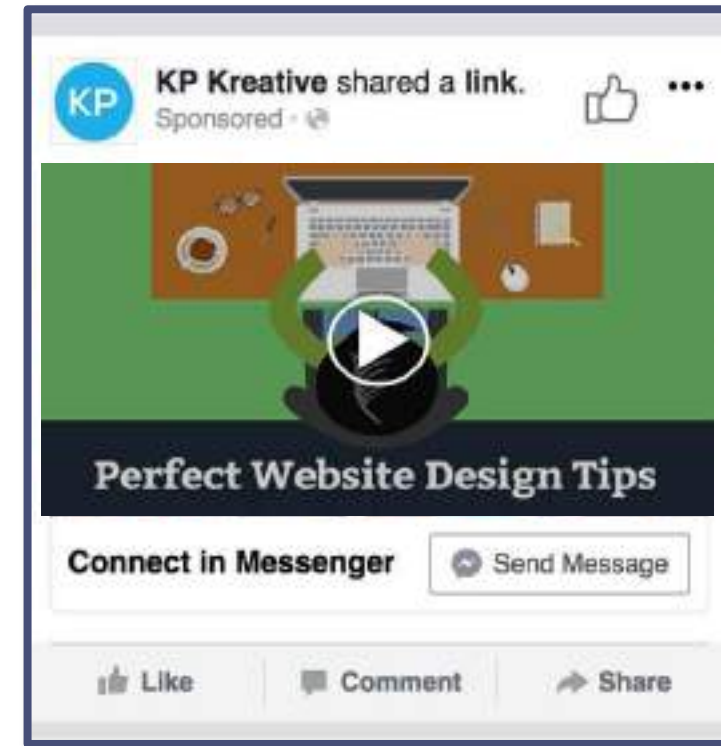 KP
KP Kreative shared a link.
Sponsored ·
Perfect Website Design Tips
Connect in Messenger
Send Message
Like
Comment
Share